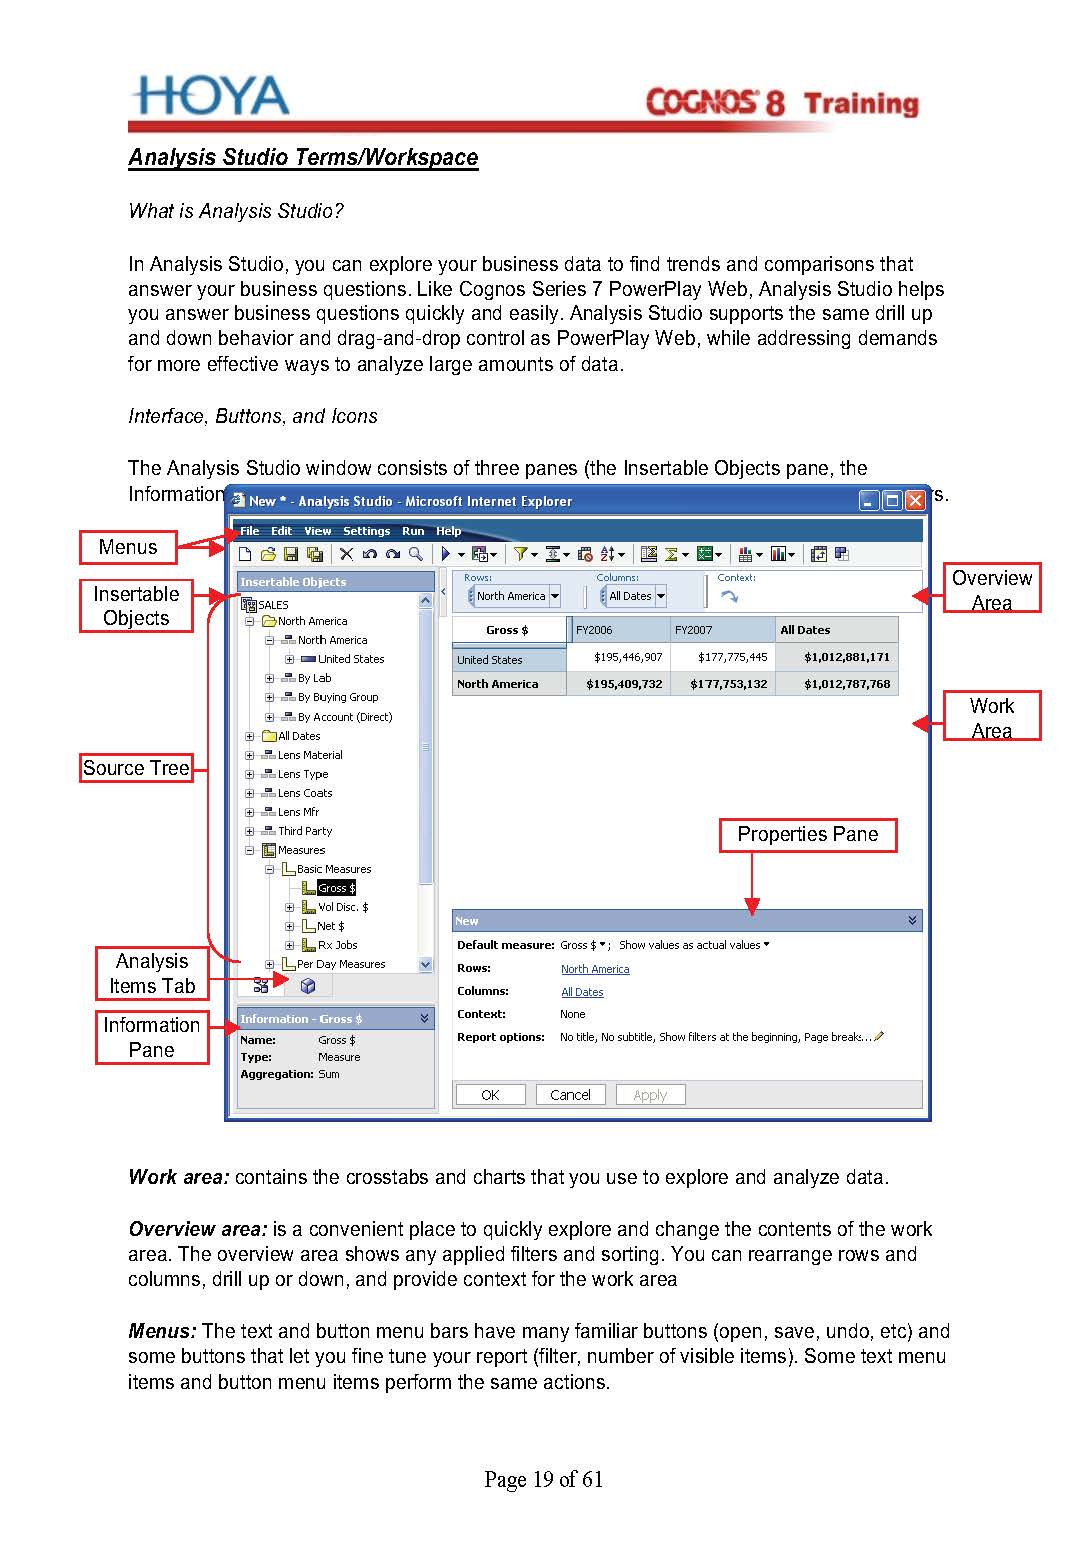 HOYA
COGNOS 8 Training
Analysis Studio Terms/Workspace
What is Analysis Studio?
In Analysis Studio, you can explore your business data to find trends and comparisons that
answer your business questions. Like Cognos Series 7 PowerPlay Web, Analysis Studio helps
you answer business questions quickly and easily. Analysis Studio supports the same drill up
and down behavior and drag-and-drop control as PowerPlay Web, while addressing demands
for more effective ways to analyze large amounts of data.
Interface, Buttons, and Icons
The Analysis Studio window consists of three panes (the Insertable Objects pane, the
Information
s.
New * - Analysis Studio - Microsoft Internet Explorer
File Edit View Settings Run Help
Menus
Insertable
Objects
Source Tree
Analysis
Items Tab
Information
Pane
Insertable Objects
SALES
North America
North America
United States
By Lab
By Buying Group
By Account (Direct)
All Dates
Lens Material
Lens Type
Lens Coats
Lens Mfr
Third Party
Measures
Basic Measures
Gross $
Vol Disc. $
Net $
Rx Jobs
Per Day Measures
Information - Gross $
Name: Gross $
Type: Measure
Aggregation: Sum
Rows: Columns: Context:
North America All Dates
Gross $ FY2006 FY2007 All Dates
United States $195,446,907 $177,775,445 $1,012,881,171
North America $195,409,732 $177,753,132 $1,012,787,768
Overview
Area
Work
Area
Properties Pane
New
Default measure: Gross $ ; Show values as actual values
Rows: North America
Columns: All Dates
Context: None
Report options: No title, No subtitle, Show filters at the beginning, Page breaks...
OK Cancel Apply
Work area: contains the crosstabs and charts that you use to explore and analyze data.
Overview area: is a convenient place to quickly explore and change the contents of the work
area. The overview area shows any applied filters and sorting. You can rearrange rows and
columns, drill up or down, and provide context for the work area
Menus: The text and button menu bars have many familiar buttons (open, save, undo, etc) and
some buttons that let you fine tune your report (filter, number of visible items). Some text menu
items and button menu items perform the same actions.
Page 19 of 61